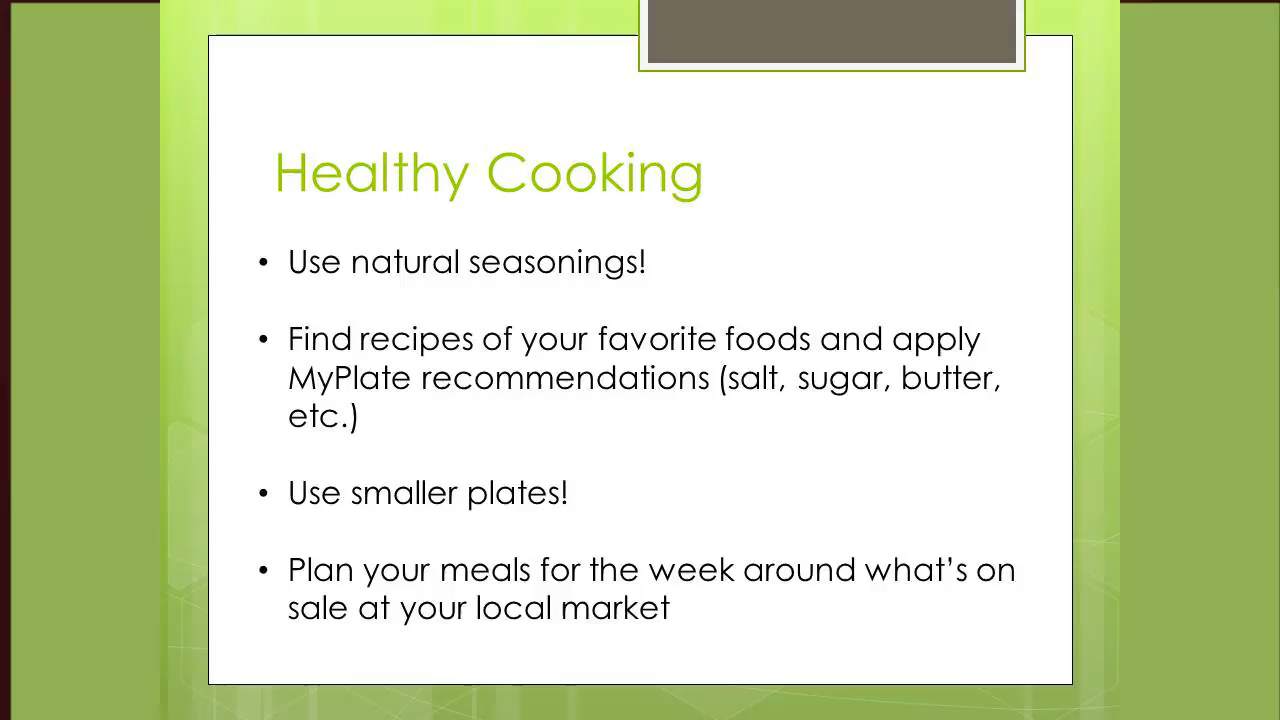 Healthy Cooking
• Use natural seasonings!
• Find recipes of your favorite foods and apply
MyPlate recommendations (salt, sugar, butter,
etc.)
• Use smaller plates!
• Plan your meals for the week around what's on
sale at your local market